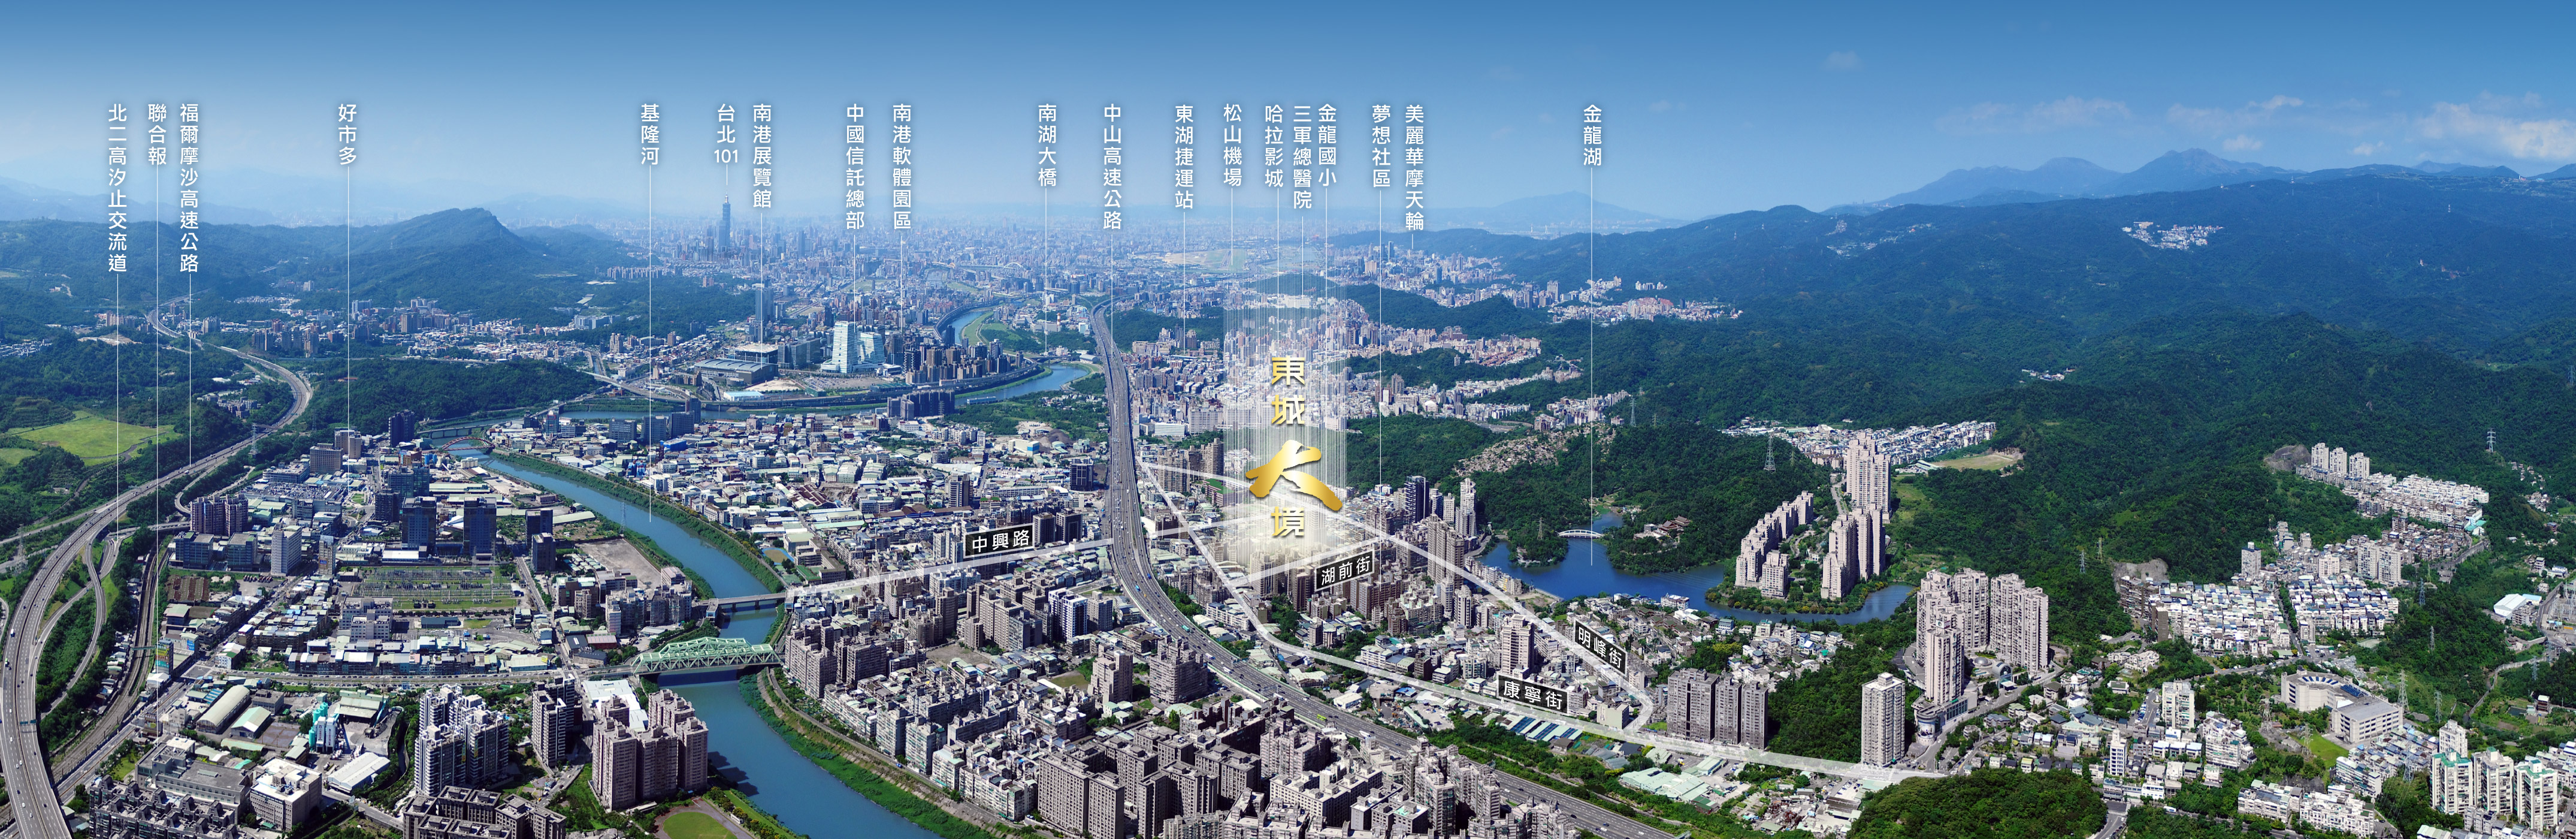 北二高汐止交流道
聯合報
福爾摩沙高速公路
好市多
基隆河
台北101
南港展覽館
中國信託總部
南港軟體園區
南湖大橋
中山高速公路
東湖捷運站
松山機場
哈拉影城
三軍總醫院
金龍國小
夢想社區
美麗華摩天輪
金龍湖
東城大境
中興路
湖前街
明峰街
康寧街